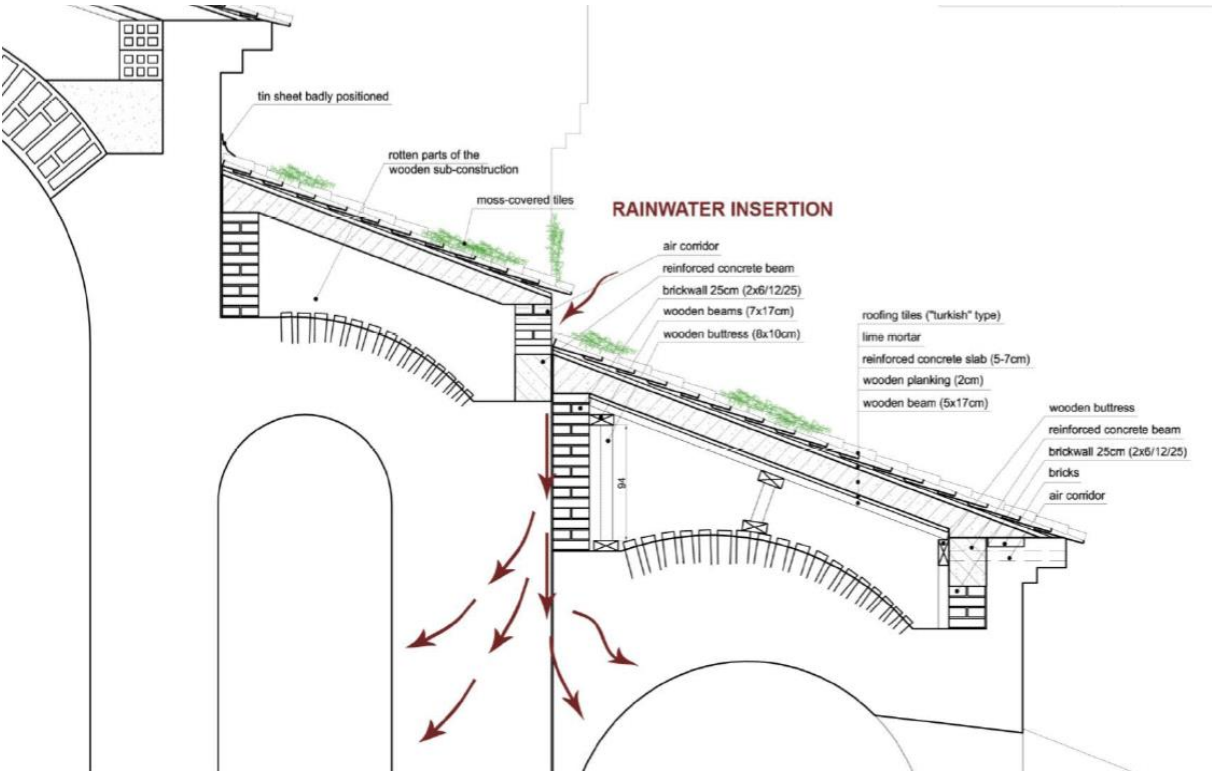 tin sheet badly positioned
rotten parts of the
wooden sub-construction
moss-covered tiles
RAINWATER INSERTION
air corridor
reinforced concrete beam
brickwall 25cm (2x6/12/25)
wooden beams (7x17cm)
wooden buttress (8x10cm)
roofing tiles ("turkish" type)
lime mortar
reinforced concrete slab (5-7cm)
wooden planking (2cm)
wooden beam (5x17cm)
wooden buttress
reinforced concrete beam
brickwall 25cm (2x6/12/25)
bricks
air corridor
94